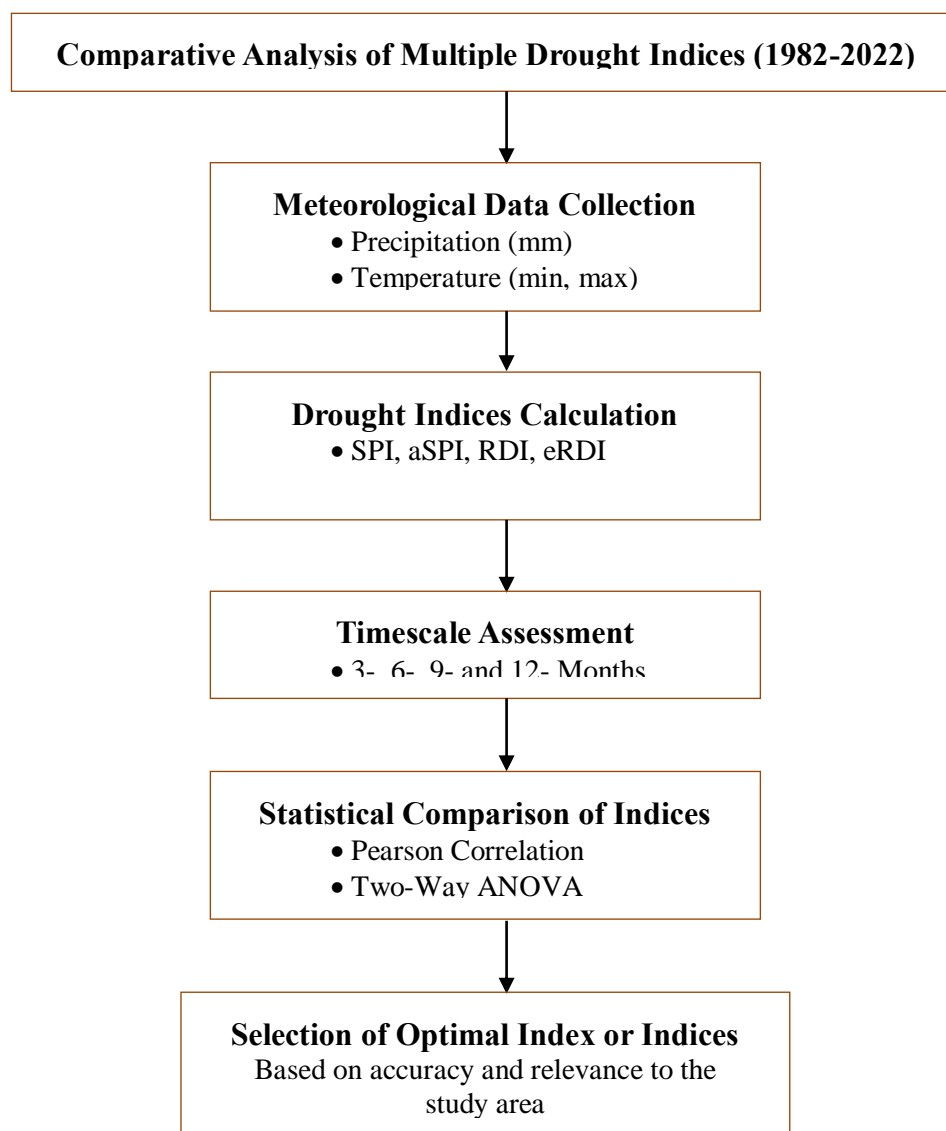 Comparative Analysis of Multiple Drought Indices (1982-2022)
Meteorological Data Collection
• Precipitation (mm)
• Temperature (min, max)
Drought Indices Calculation
• SPI, aSPI, RDI, eRDI
Timescale Assessment
• 3-, 6-, 9- and 12- Months
Statistical Comparison of Indices
• Pearson Correlation
• Two-Way ANOVA
Selection of Optimal Index or Indices
Based on accuracy and relevance to the
study area